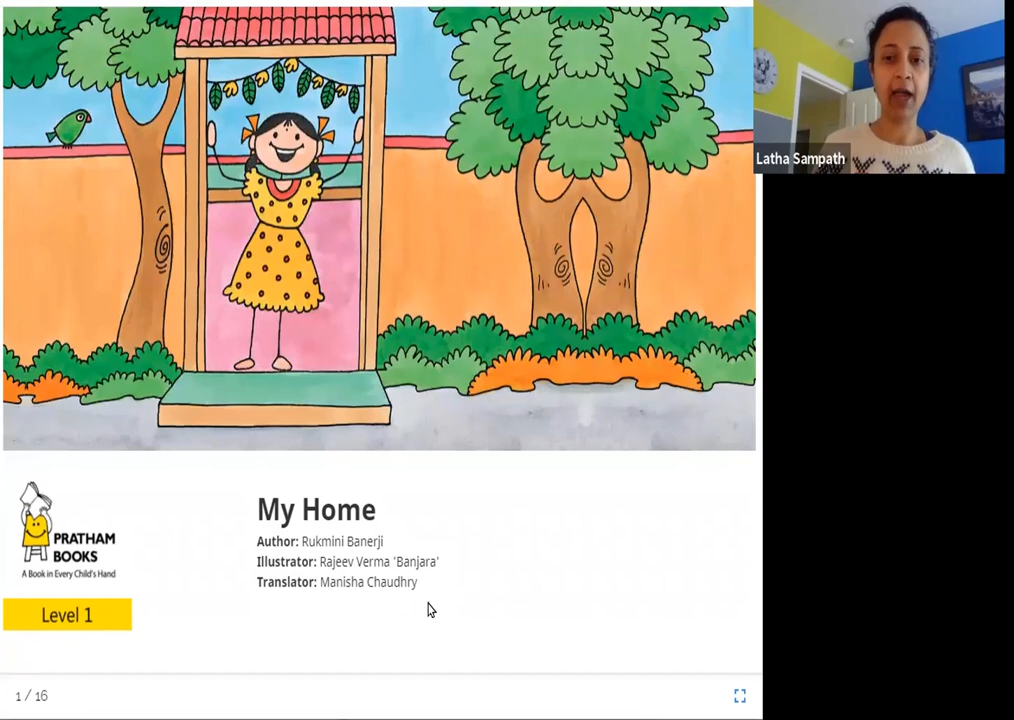 Latha Sampath
My Home
Author: Rukmini Banerji
Illustrator: Rajeev Verma 'Banjara'
Translator: Manisha Chaudhry
PRATHAM
BOOKS
A Book in Every Child's Hand
Level 1
1 / 16